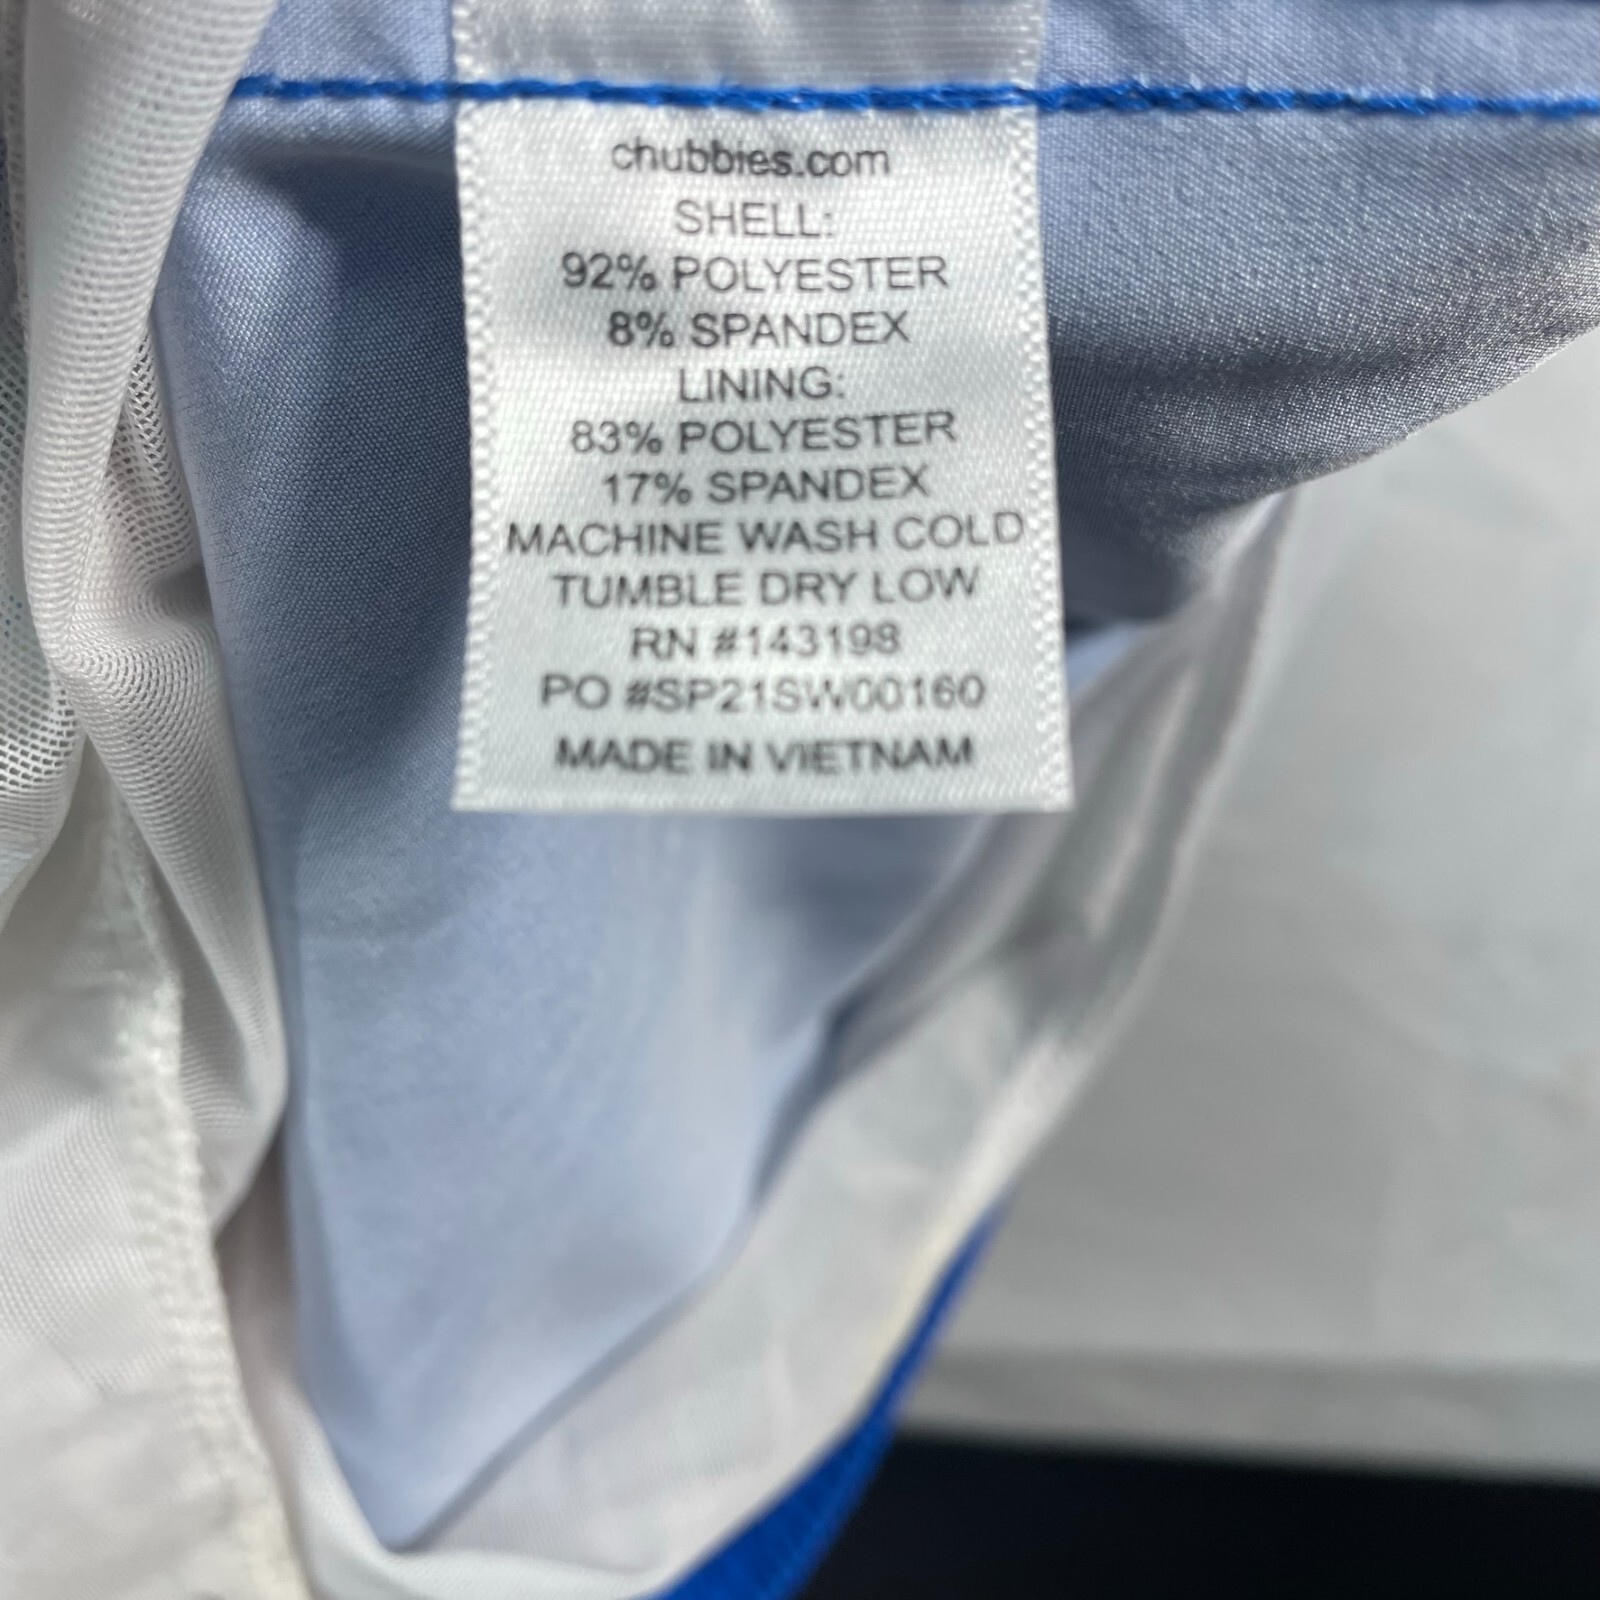 chubbies.com
SHELL:
92% POLYESTER
8% SPANDEX
LINING:
83% POLYESTER
17% SPANDEX
MACHINE WASH COLD
TUMBLE DRY LOW
RN #143198
PO #SP21SW00160
MADE IN VIETNAM